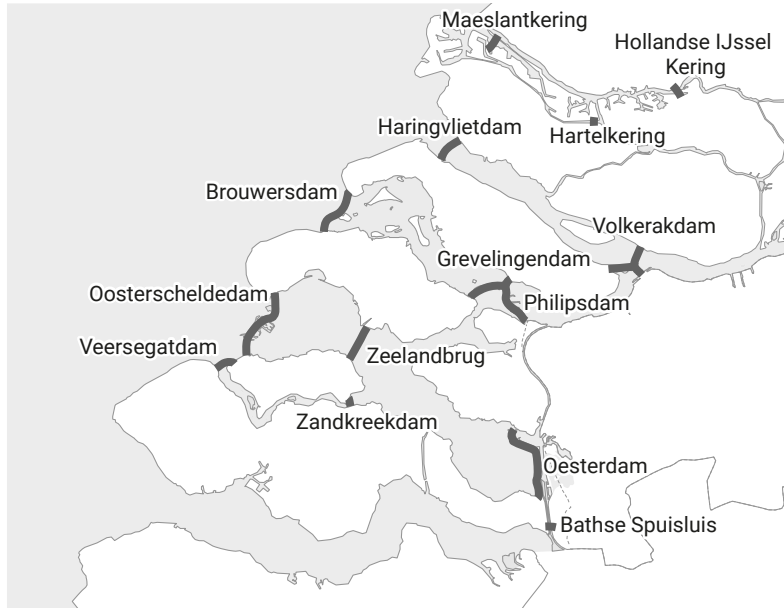 Maeslantkering
Hollandse IJssel
Kering
Haringvlietdam
Hartelkering
Brouwersdam
Volkerakdam
Grevelingendam
Oosterscheldedam
Philipsdam
Veersegatdam
Zeelandbrug
Zandkreekdam
Oesterdam
Bathse Spuisluis